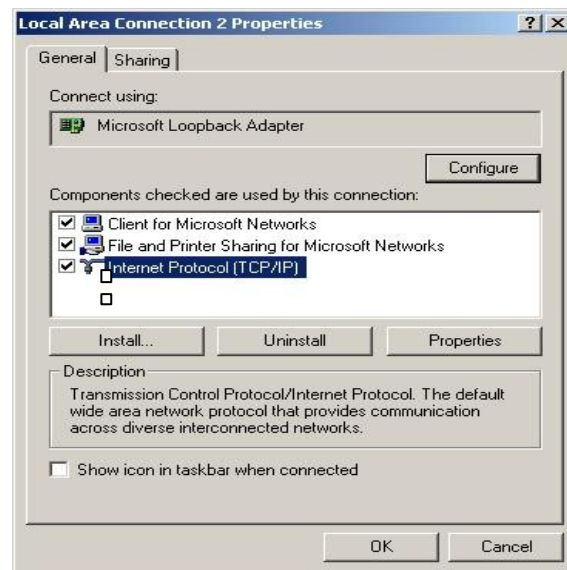 Local Area Connection 2 Properties
General
Sharing
Connect using:
Microsoft Loopback Adapter
Configure
Components checked are used by this connection:
Client for Microsoft Networks
File and Printer Sharing for Microsoft Networks
Internet Protocol (TCP/IP)
Install...
Uninstall
Properties
Description
Transmission Control Protocol/Internet Protocol. The default
wide area network protocol that provides communication
across diverse interconnected networks.
Show icon in taskbar when connected
OK
Cancel